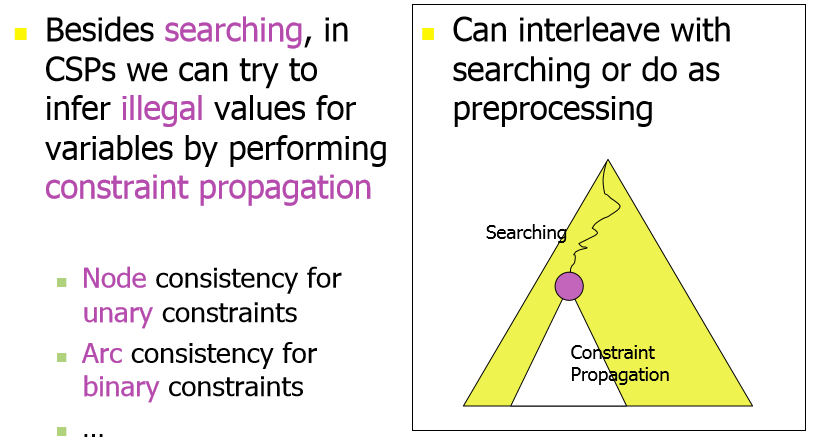 Besides searching, in
CSPs we can try to
infer illegal values for
variables by performing
constraint propagation
Node consistency for
unary constraints
Arc consistency for
binary constraints
...
Can interleave with
searching or do as
preprocessing
Searching
Constraint
Propagation